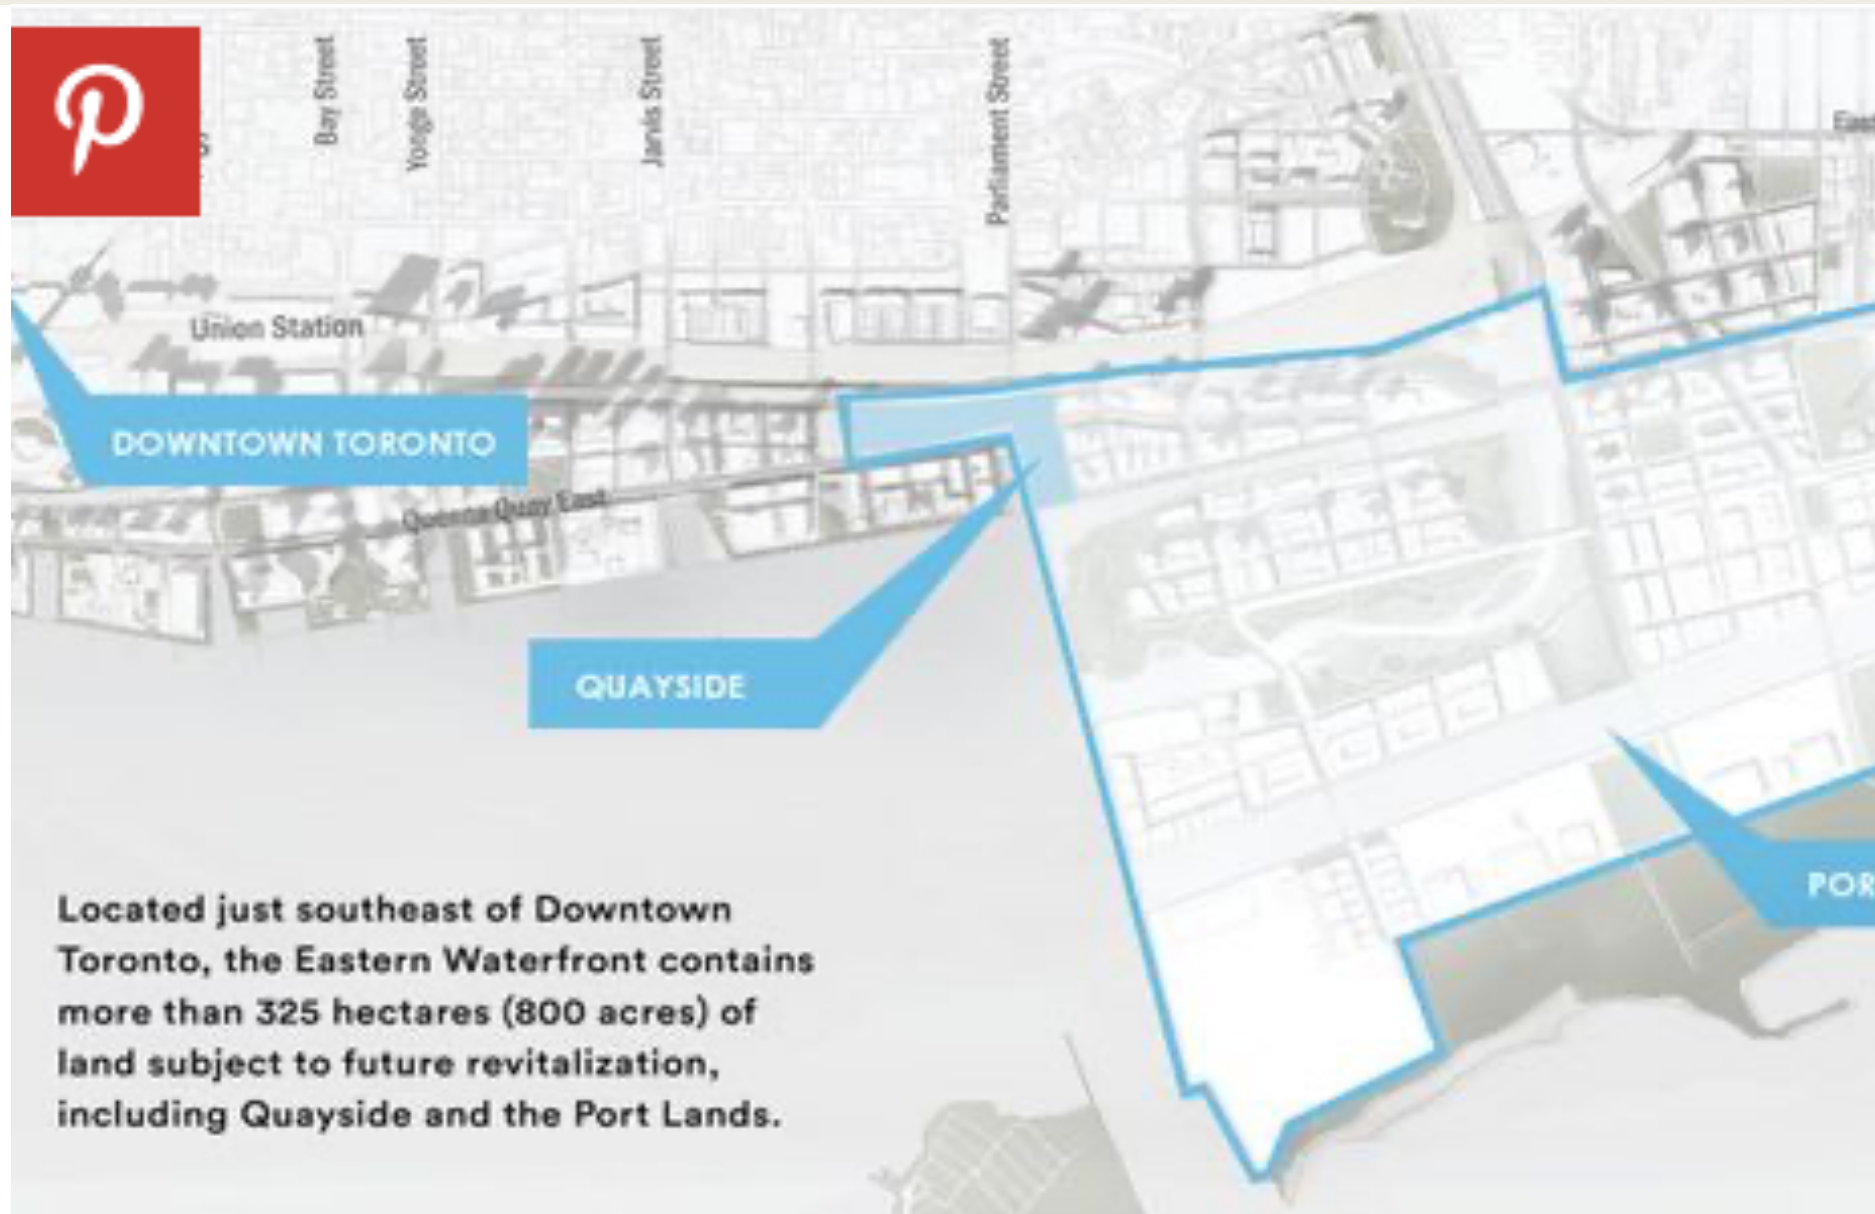 Bay Street
Yonge Street
Jarvis Street
Parliament Street
East
Union Station
DOWNTOWN TORONTO
Queens Quay East
QUAYSIDE
POR
Located just southeast of Downtown
Toronto, the Eastern Waterfront contains
more than 325 hectares (800 acres) of
land subject to future revitalization,
including Quayside and the Port Lands.